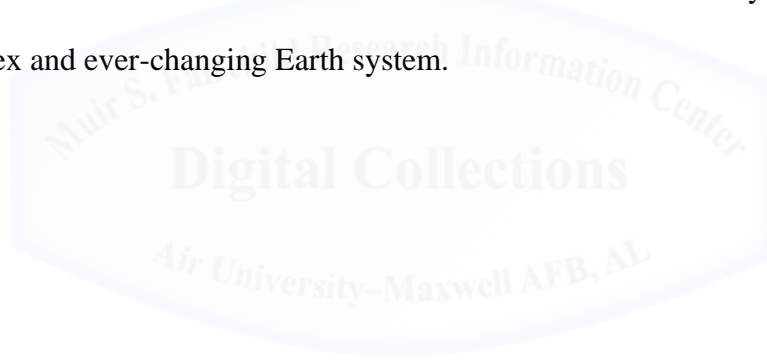 ex and ever-changing Earth system.
Muir S. Fairchild Research Information Center
Digital Collections
Air University–Maxwell AFB, AL